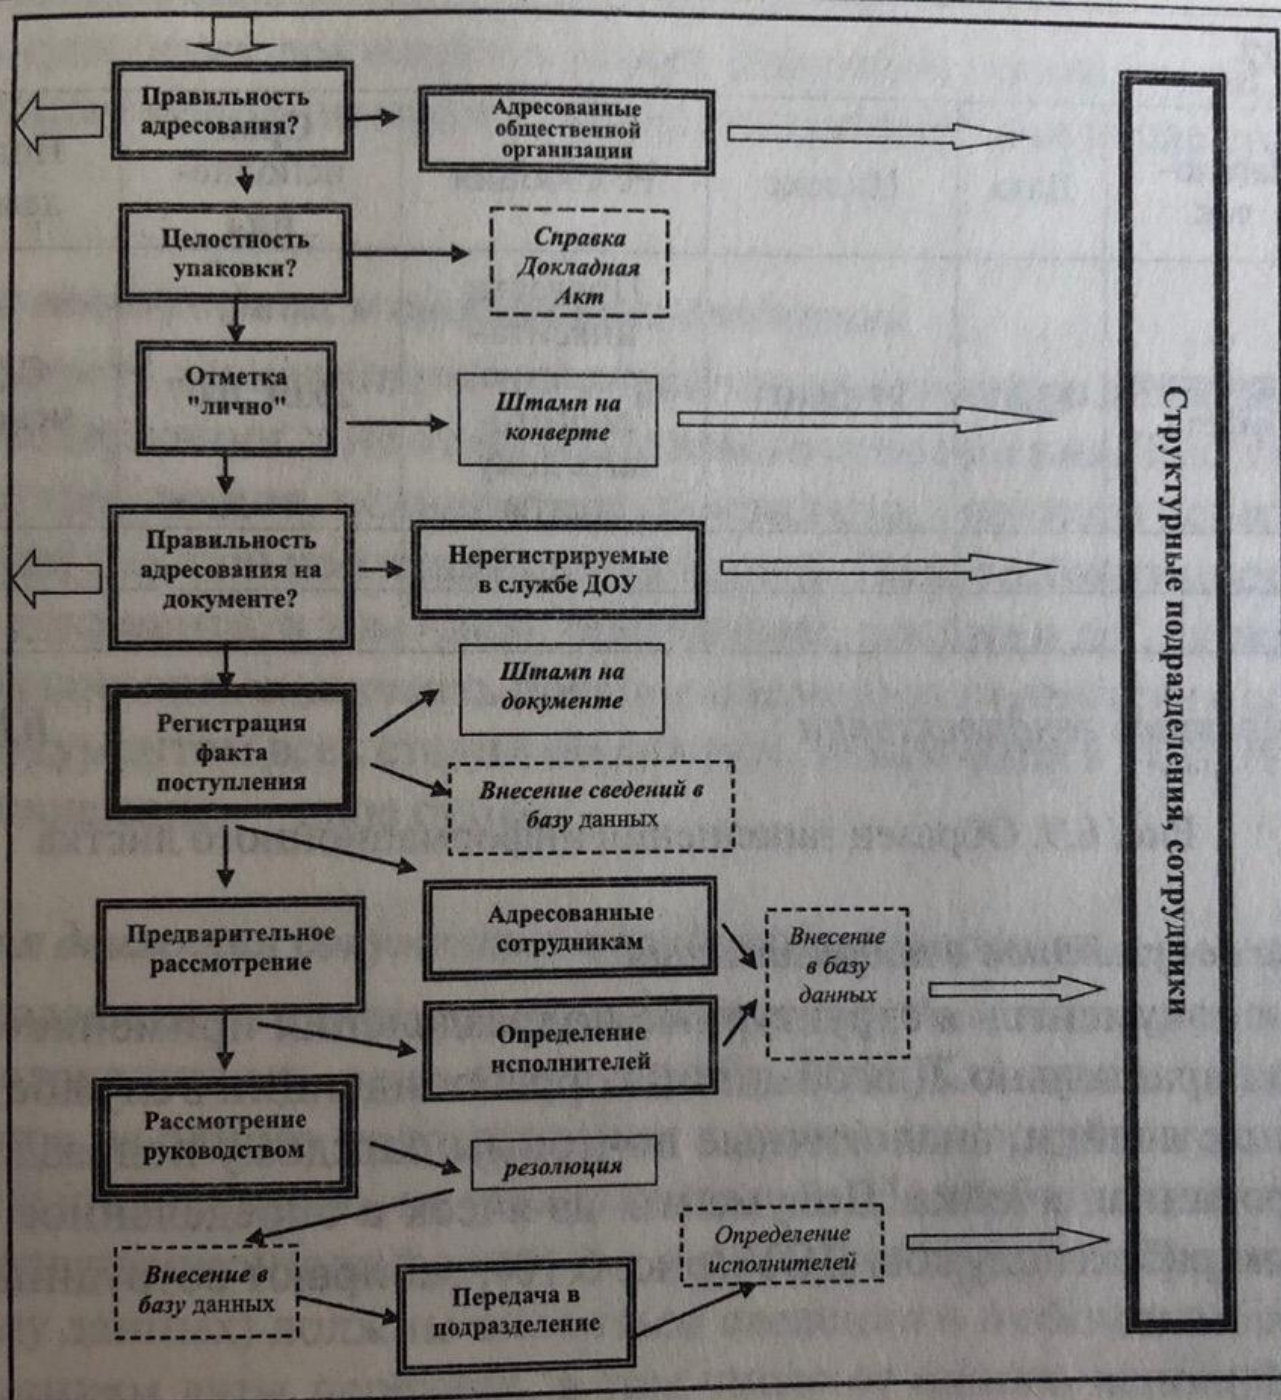 Правильность
адресования?
Адресованные
общественной
организации
Целостность
упаковки?
Справка
Докладная
Акт
Отметка
"лично"
Штамп на
конверте
Правильность
адресования на
документе?
Нерегистрируемые
в службе ДОУ
Штамп на
документе
Регистрация
факта
поступления
Внесение сведений в
базу данных
Предварительное
рассмотрение
Адресованные
сотрудникам
Внесение
в базу
данных
Определение
исполнителей
Рассмотрение
руководством
резолюция
Внесение в
базу данных
Передача в
подразделение
Определение
исполнителей
Структурные подразделения, сотрудники